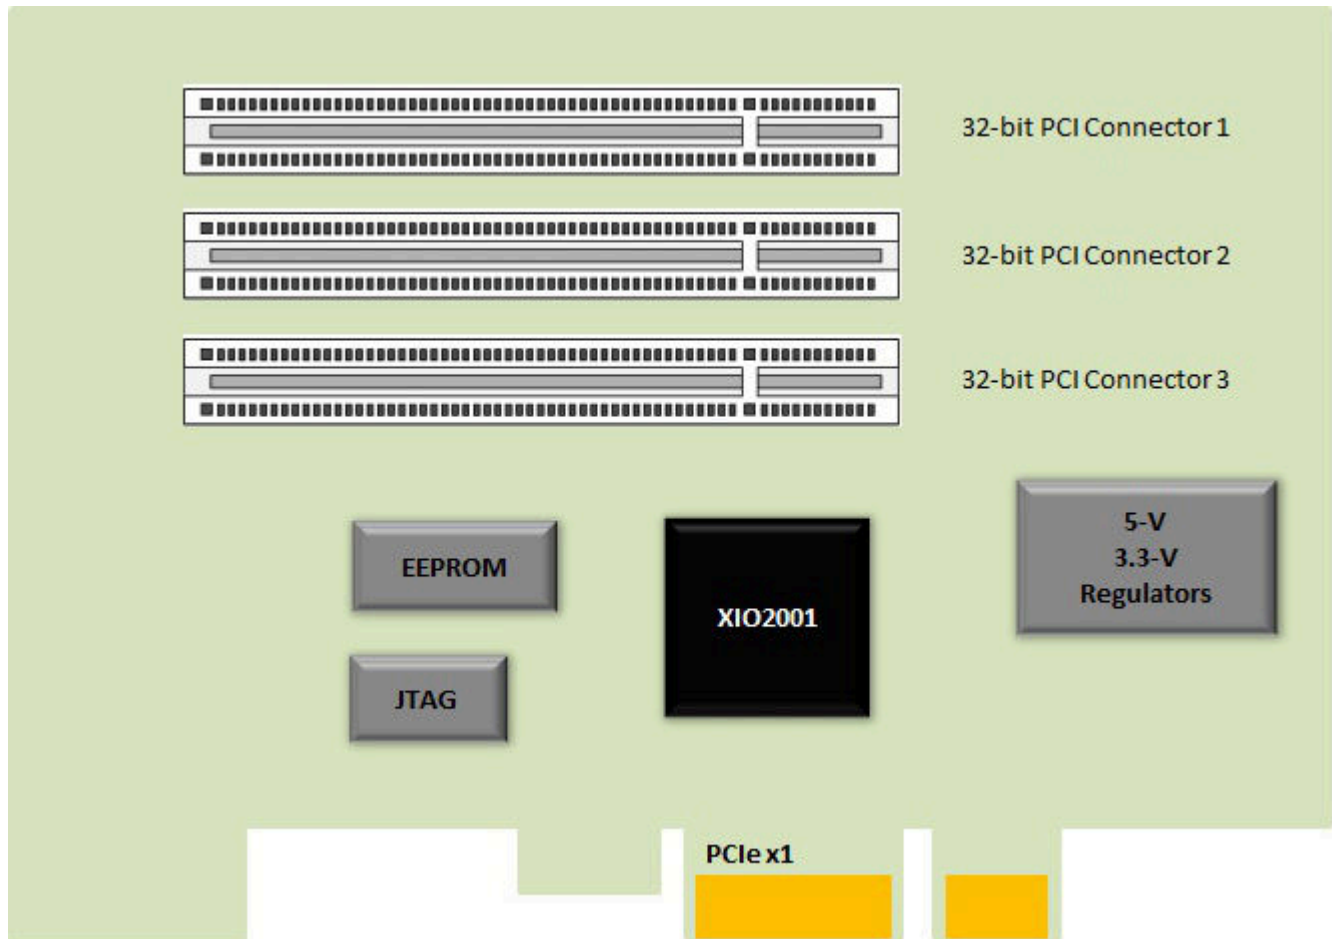 32-bit PCI Connector 1
32-bit PCI Connector 2
32-bit PCI Connector 3
5-V
3.3-V
Regulators
EEPROM
XIO2001
JTAG
PCIe x1